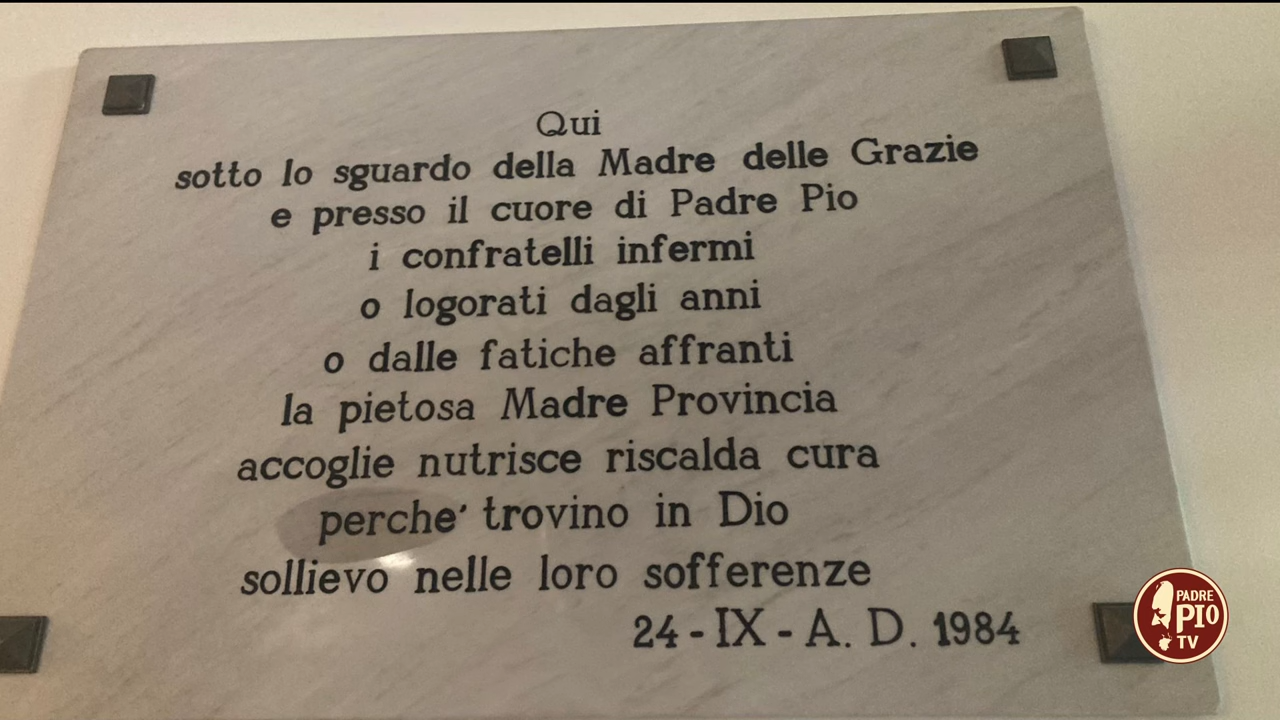 Qui
sotto lo sguardo della Madre delle Grazie
e presso il cuore di Padre Pio
i confratelli infermi
o logorati dagli anni
o dalle fatiche affranti
la pietosa Madre Provincia
accoglie nutrisce riscalda cura
perche' trovino in Dio
sollievo nelle loro sofferenze
24 - IX - A. D. 1984
PADRE
PIO
TV